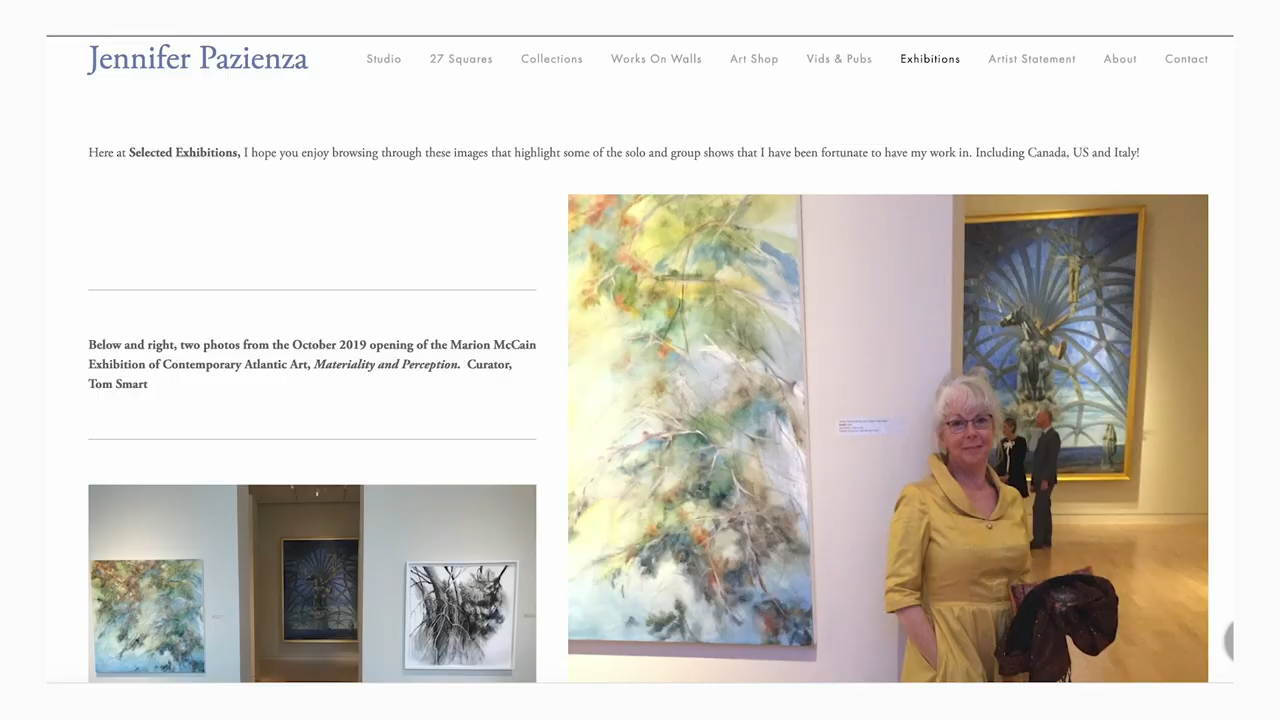 Jennifer Pazienza
Studio
27 Squares
Collections
Works On Walls
Art Shop
Vids & Pubs
Exhibitions
Artist Statement
About
Contact
Here at Selected Exhibitions, I hope you enjoy browsing through these images that highlight some of the solo and group shows that I have been fortunate to have my work in. Including Canada, US and Italy!
Below and right, two photos from the October 2019 opening of the Marion McCain
Exhibition of Contemporary Atlantic Art, Materiality and Perception. Curator,
Tom Smart